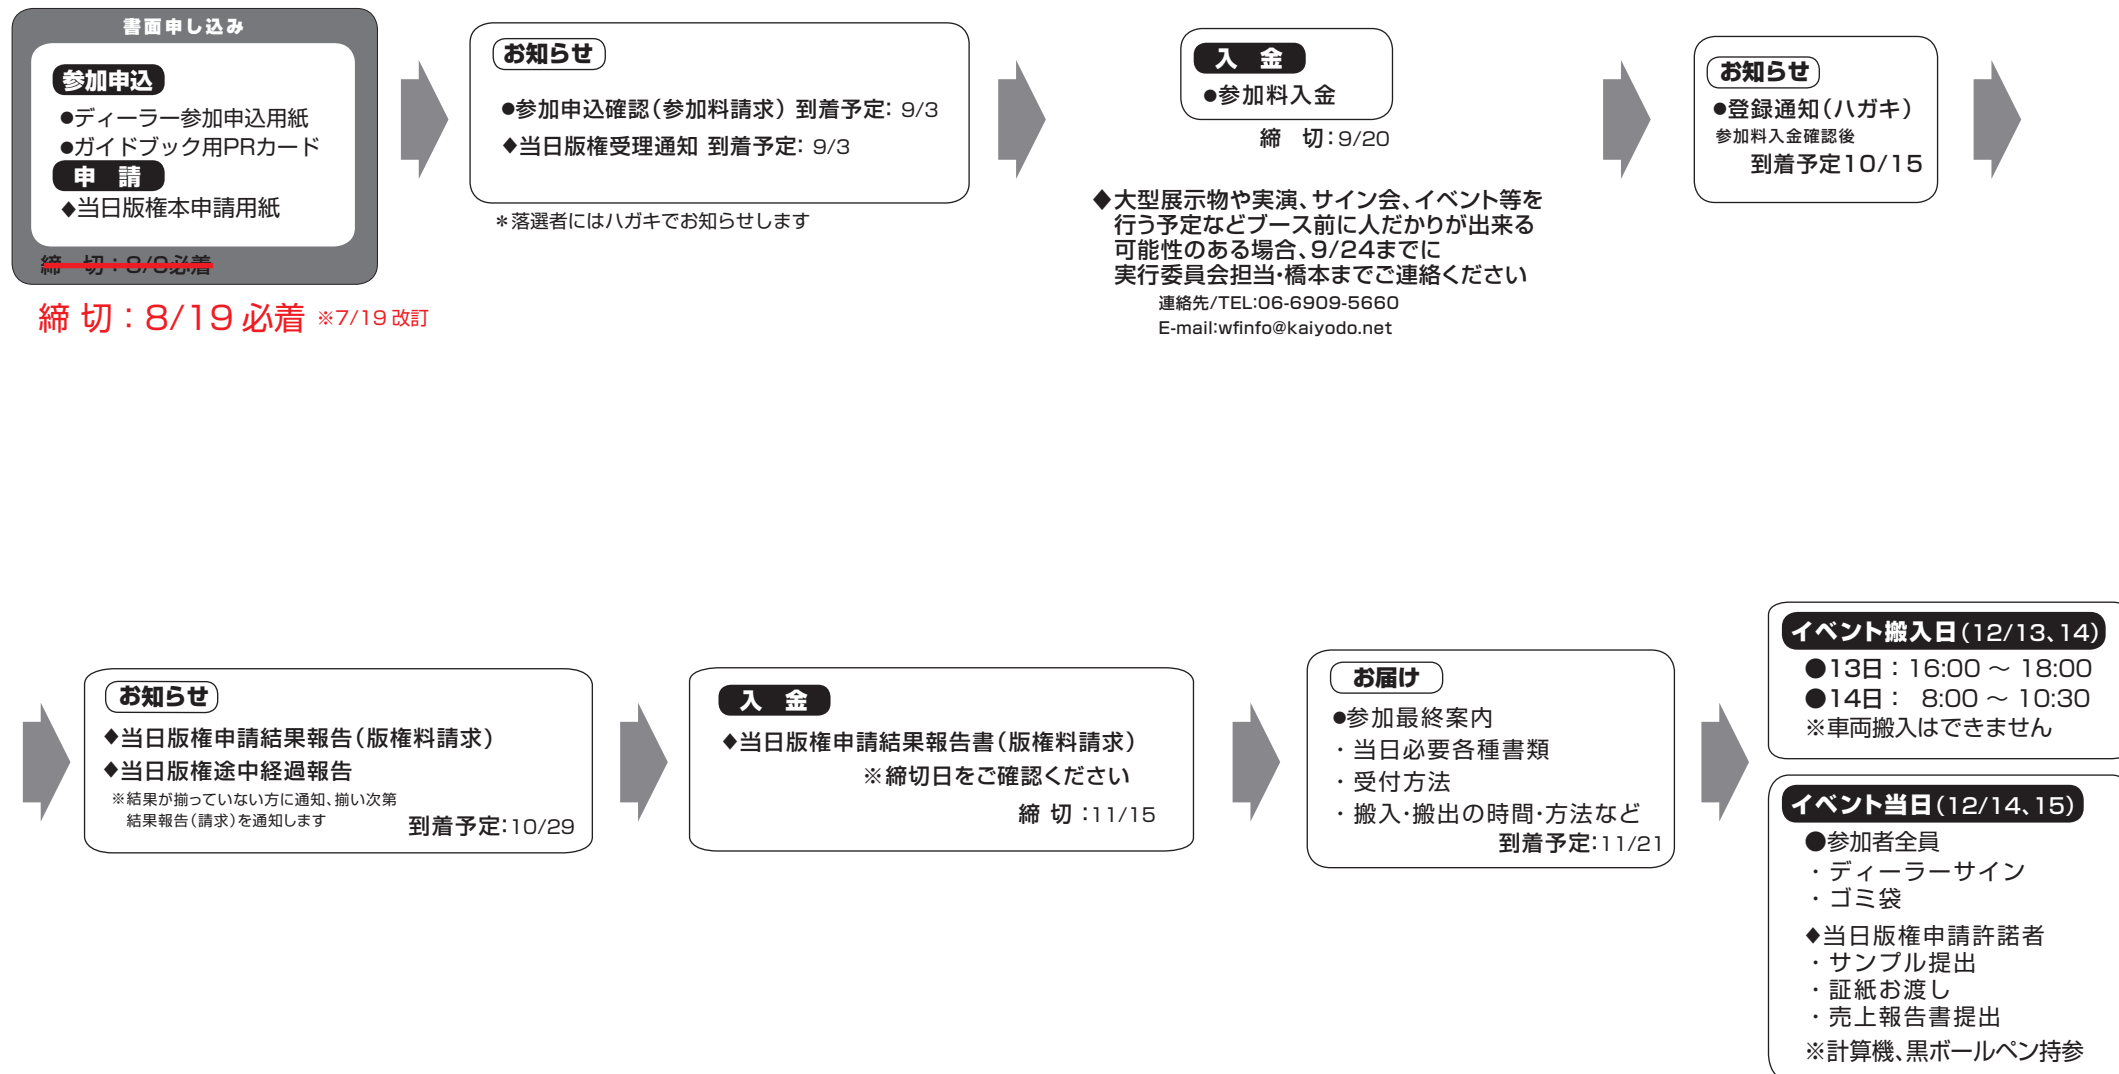 書面申し込み
参加申込
●ディーラー参加申込用紙
●ガイドブック用PRカード
申　請
◆当日版権本申請用紙
締　切：8/8必着
締 切：8/19 必着 ※7/19 改訂
お知らせ
●参加申込確認（参加料請求） 到着予定: 9/3
◆当日版権受理通知 到着予定: 9/3
＊落選者にはハガキでお知らせします
入　金
●参加料入金
締　切：9/20
◆大型展示物や実演、サイン会、イベント等を
行う予定などブース前に人だかりが出来る
可能性のある場合、9/24までに
実行委員会担当・橋本までご連絡ください
連絡先/TEL:06-6909-5660
E-mail:wfinfo@kaiyodo.net
お知らせ
●登録通知（ハガキ）
参加料入金確認後
到着予定10/15
お知らせ
◆当日版権申請結果報告（版権料請求）
◆当日版権途中経過報告
※結果が揃っていない方に通知、揃い次第
結果報告（請求）を通知します
到着予定:10/29
入　金
◆当日版権申請結果報告書（版権料請求）
※締切日をご確認ください
締 切 :11/15
お届け
●参加最終案内
・当日必要各種書類
・受付方法
・搬入・搬出の時間・方法など
到着予定:11/21
イベント搬入日(12/13、14)
●13日：16:00 ～ 18:00
●14日： 8:00 ～ 10:30
※車両搬入はできません
イベント当日(12/14、15)
●参加者全員
・ディーラーサイン
・ゴミ袋
◆当日版権申請許諾者
・サンプル提出
・証紙お渡し
・売上報告書提出
※計算機、黒ボールペン持参